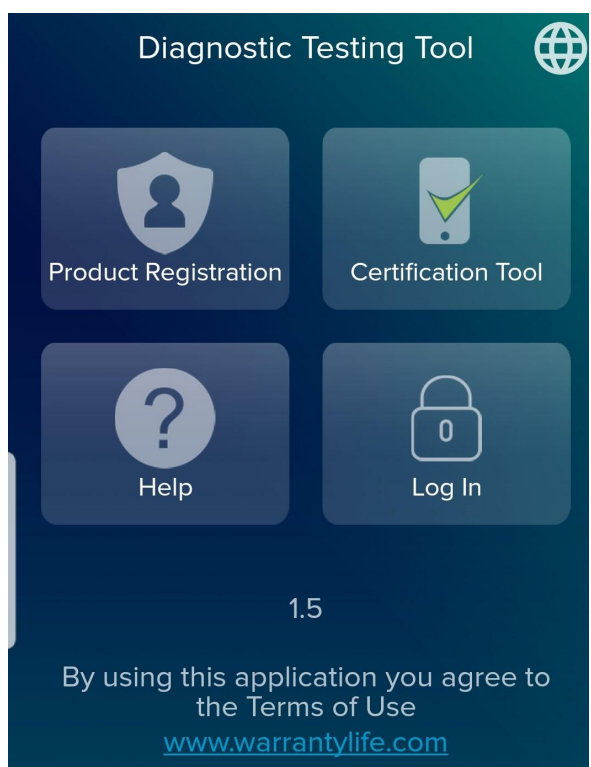 Diagnostic Testing Tool
Product Registration
Certification Tool
Help
Log In
1.5
By using this application you agree to
the Terms of Use
www.warrantylife.com